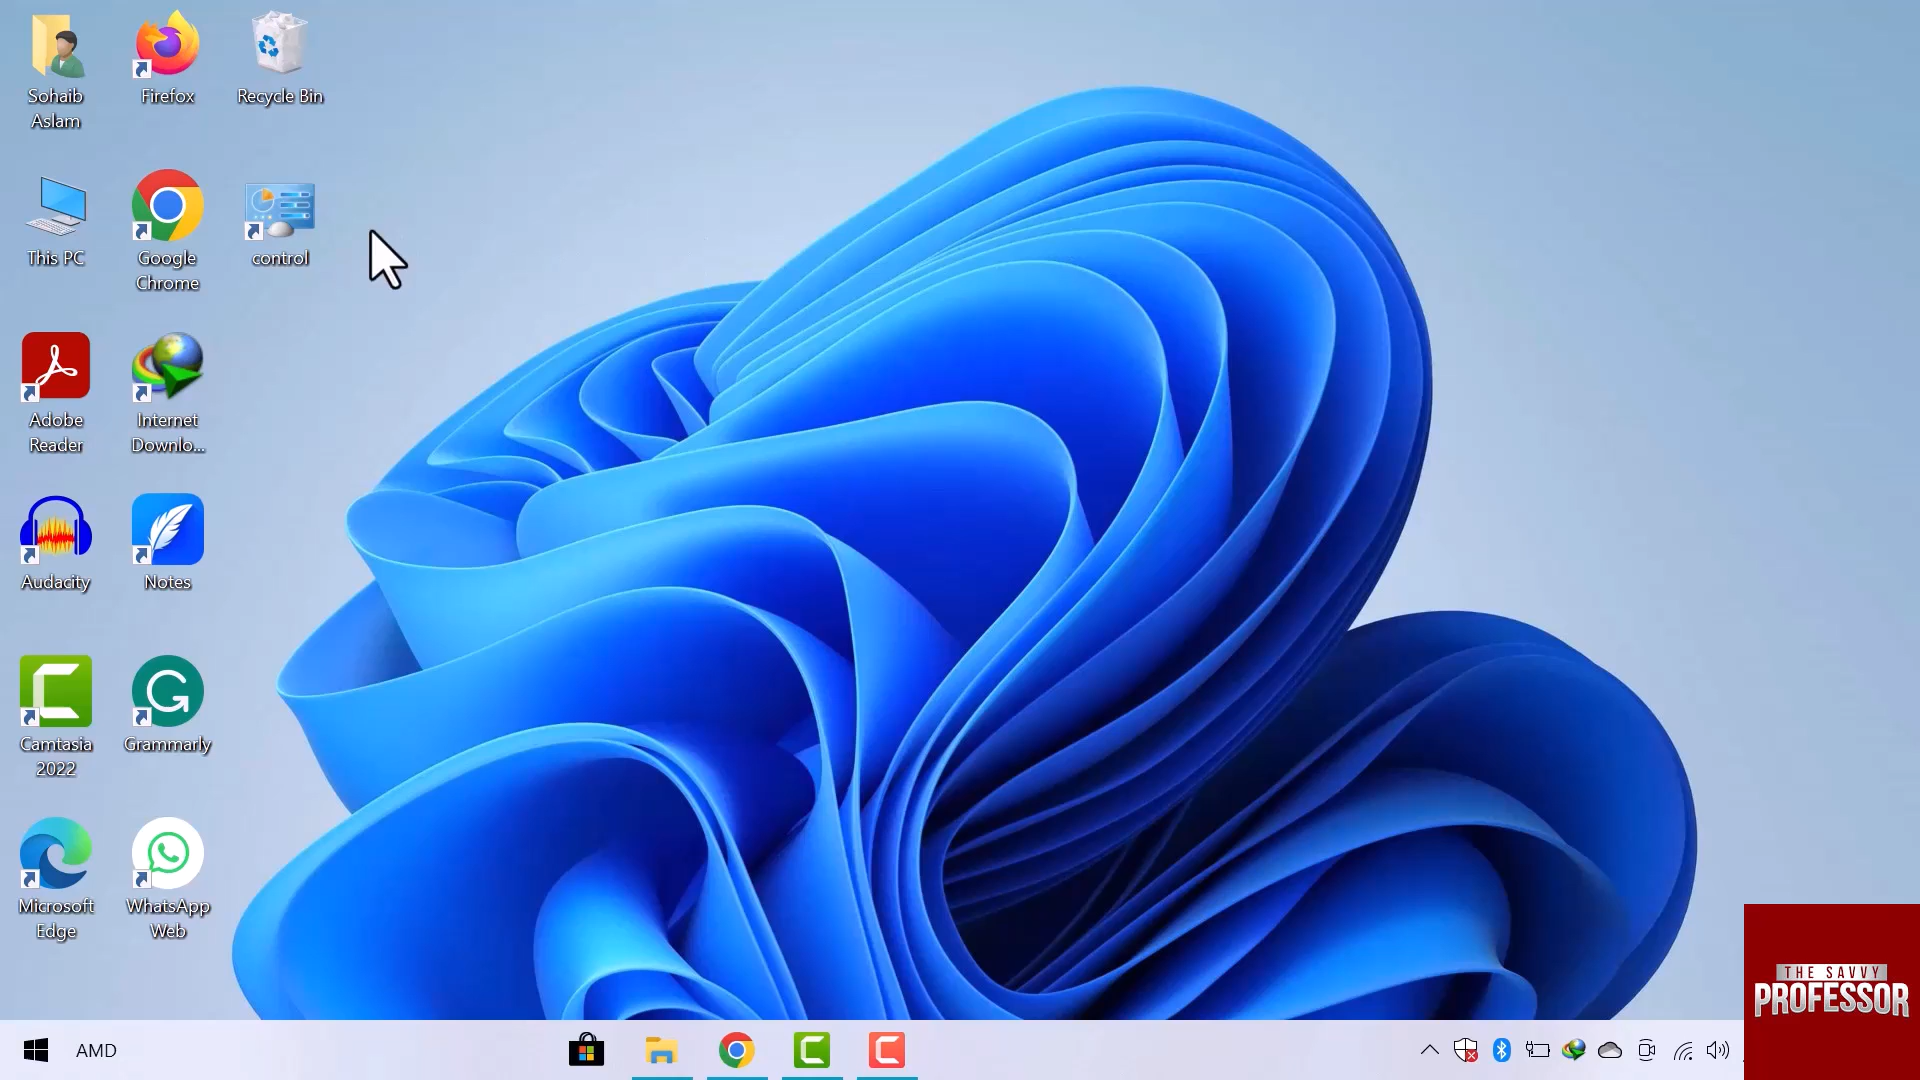 Sohaib
Aslam
Firefox
Recycle Bin
This PC
Google
Chrome
control
Adobe
Reader
Internet
Downlo...
Audacity
Notes
Camtasia
2022
Grammarly
Microsoft
Edge
WhatsApp
Web
THE SAVVY
PROFESSOR
AMD